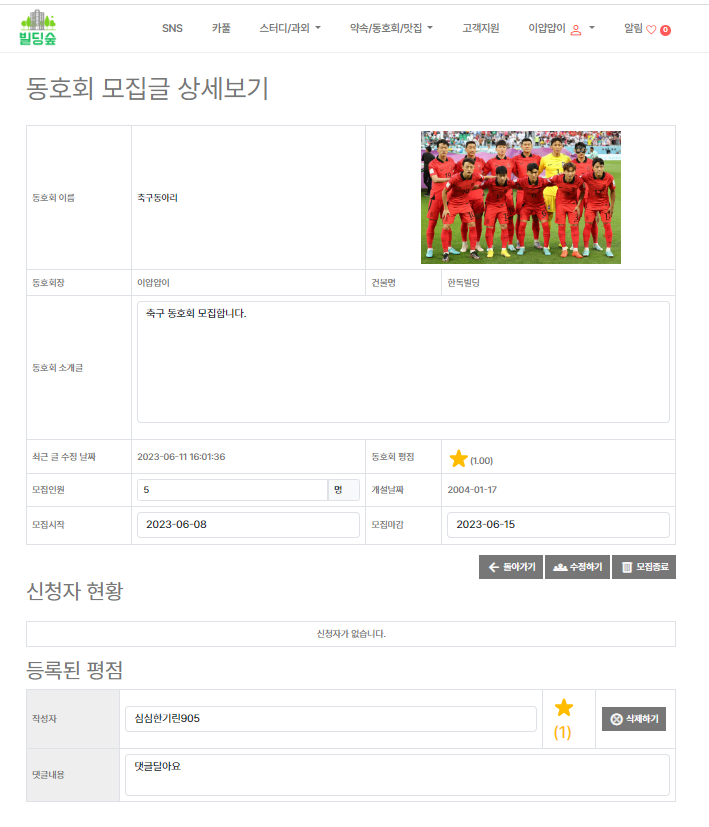 빌딩숲
SNS 카풀 스터디/과외 약속/동호회/맛집 고객지원 이압압이 알림 0
동호회 모집글 상세보기
동호회 이름 축구동아리
동호회장 이압압이 건물명 한독빌딩
동호회 소개글 축구 동호회 모집합니다.
최근 글 수정 날짜 2023-06-11 16:01:36 동호회 평점 (1.00)
모집인원 5 명 개설날짜 2004-01-17
모집시작 2023-06-08 모집마감 2023-06-15
돌아가기 수정하기 모집종료
신청자 현황
신청자가 없습니다.
등록된 평점
작성자 심심한기린905 (1) 삭제하기
댓글내용 댓글달아요